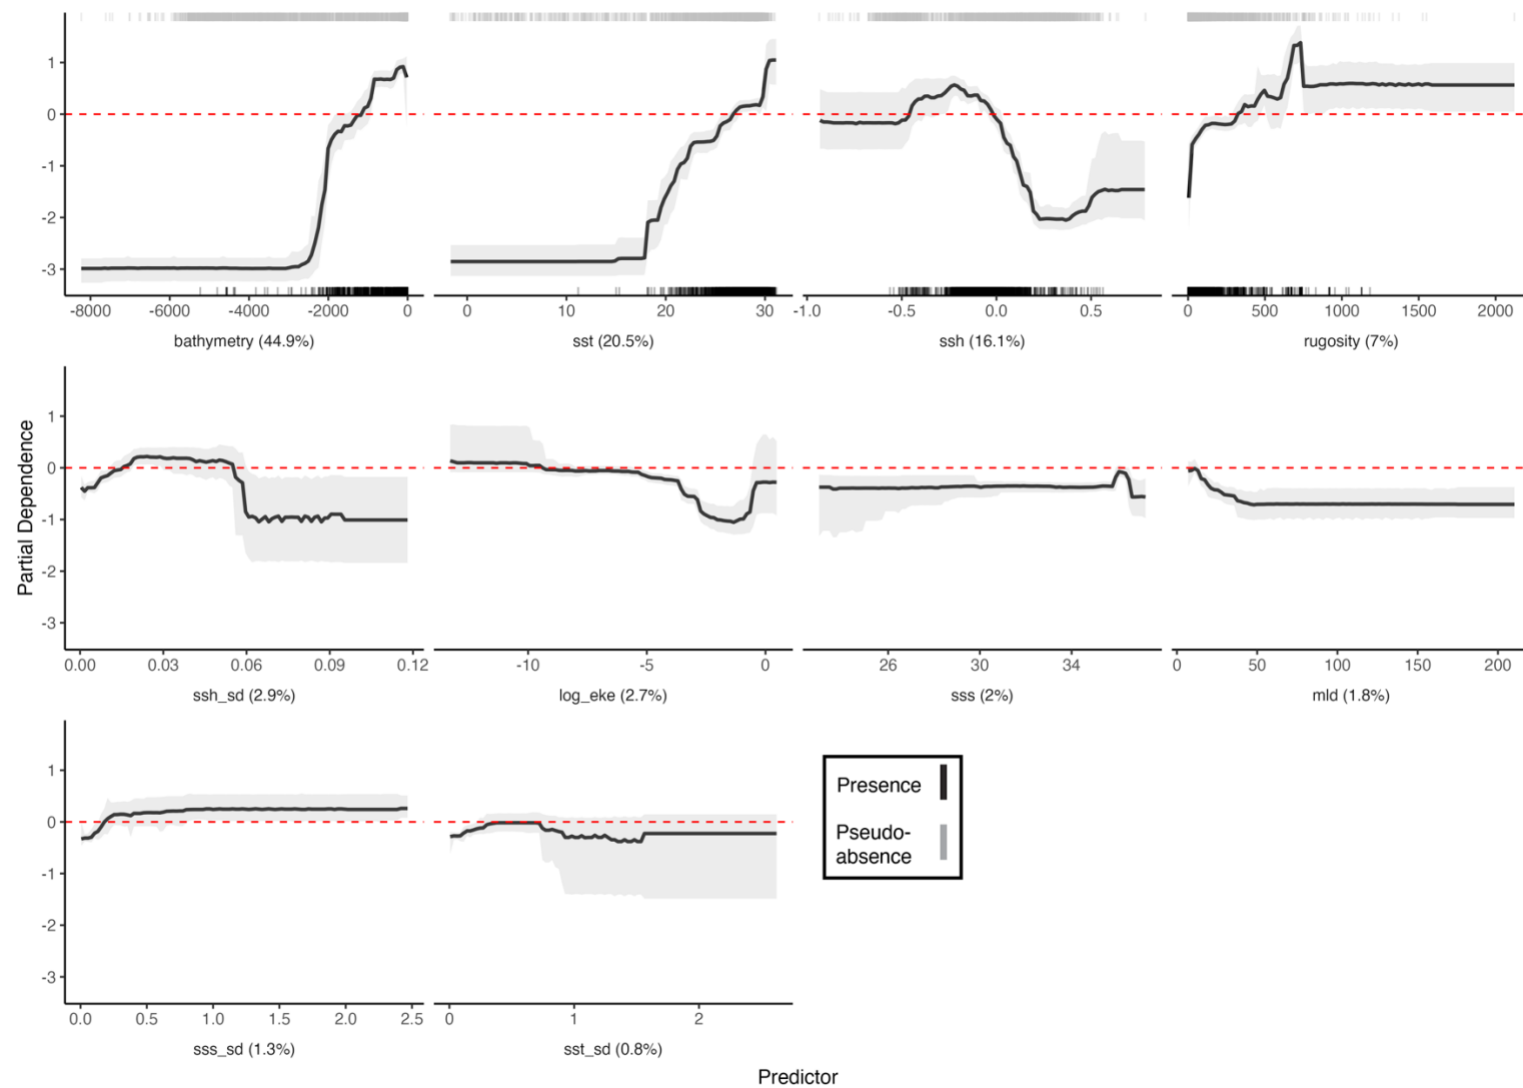 1
0
-1
-2
-3
-8000 -6000 -4000 -2000 0
0 10 20 30
-1.0 -0.5 0.0 0.5
0 500 1000 1500 2000
bathymetry (44.9%)
sst (20.5%)
ssh (16.1%)
rugosity (7%)
Partial Dependence
1
0
-1
-2
-3
0.00 0.03 0.06 0.09 0.12
-10 -5 0
26 30 34
0 50 100 150 200
ssh_sd (2.9%)
log_eke (2.7%)
sss (2%)
mld (1.8%)
1
0
-1
-2
-3
0.0 0.5 1.0 1.5 2.0 2.5
0 1 2
sss_sd (1.3%)
sst_sd (0.8%)
Presence
Pseudo-
absence
Predictor